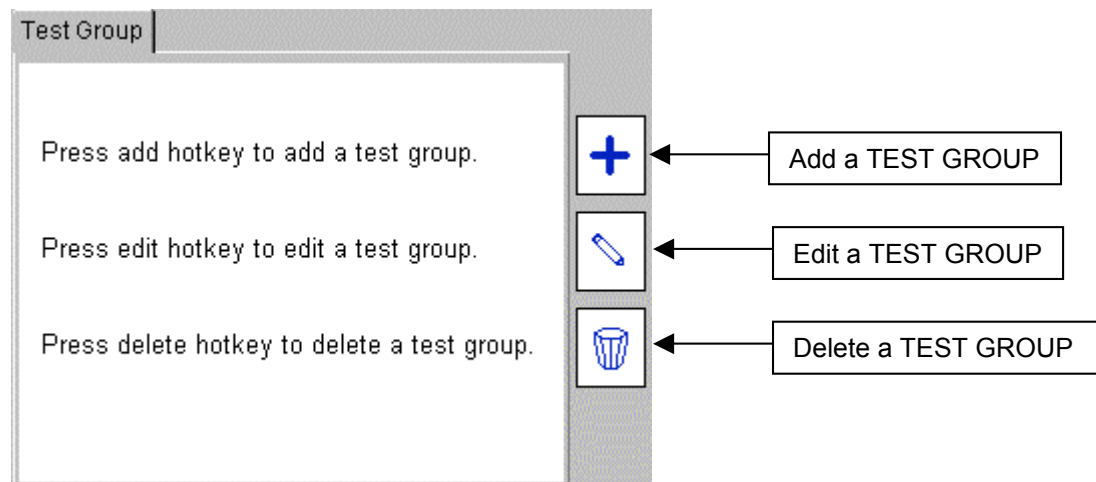 Test Group
Press add hotkey to add a test group.
Add a TEST GROUP
Press edit hotkey to edit a test group.
Edit a TEST GROUP
Press delete hotkey to delete a test group.
Delete a TEST GROUP